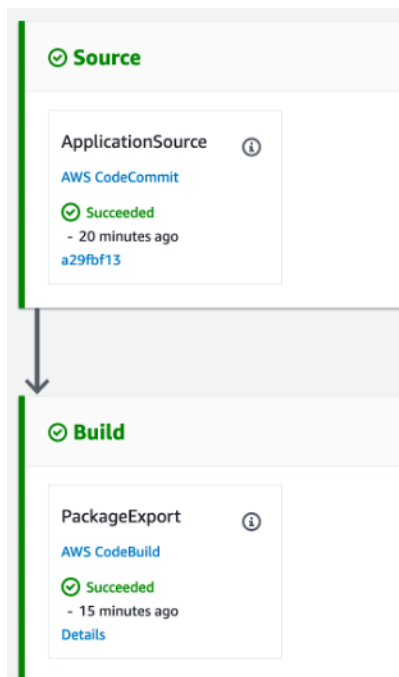 Source
ApplicationSource
AWS CodeCommit
Succeeded
- 20 minutes ago
a29fbf13
Build
PackageExport
AWS CodeBuild
Succeeded
- 15 minutes ago
Details